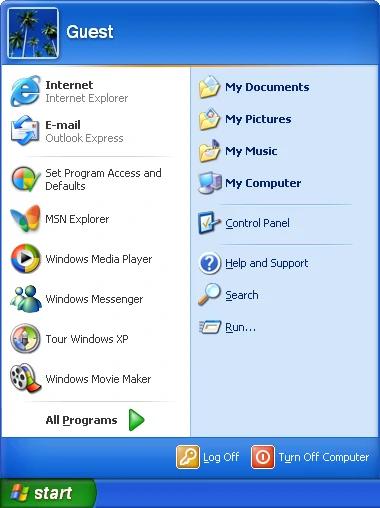 Guest
Internet
Internet Explorer
E-mail
Outlook Express
Set Program Access and
Defaults
MSN Explorer
Windows Media Player
Windows Messenger
Tour Windows XP
Windows Movie Maker
All Programs
My Documents
My Pictures
My Music
My Computer
Control Panel
Help and Support
Search
Run...
Log Off
Turn Off Computer
start